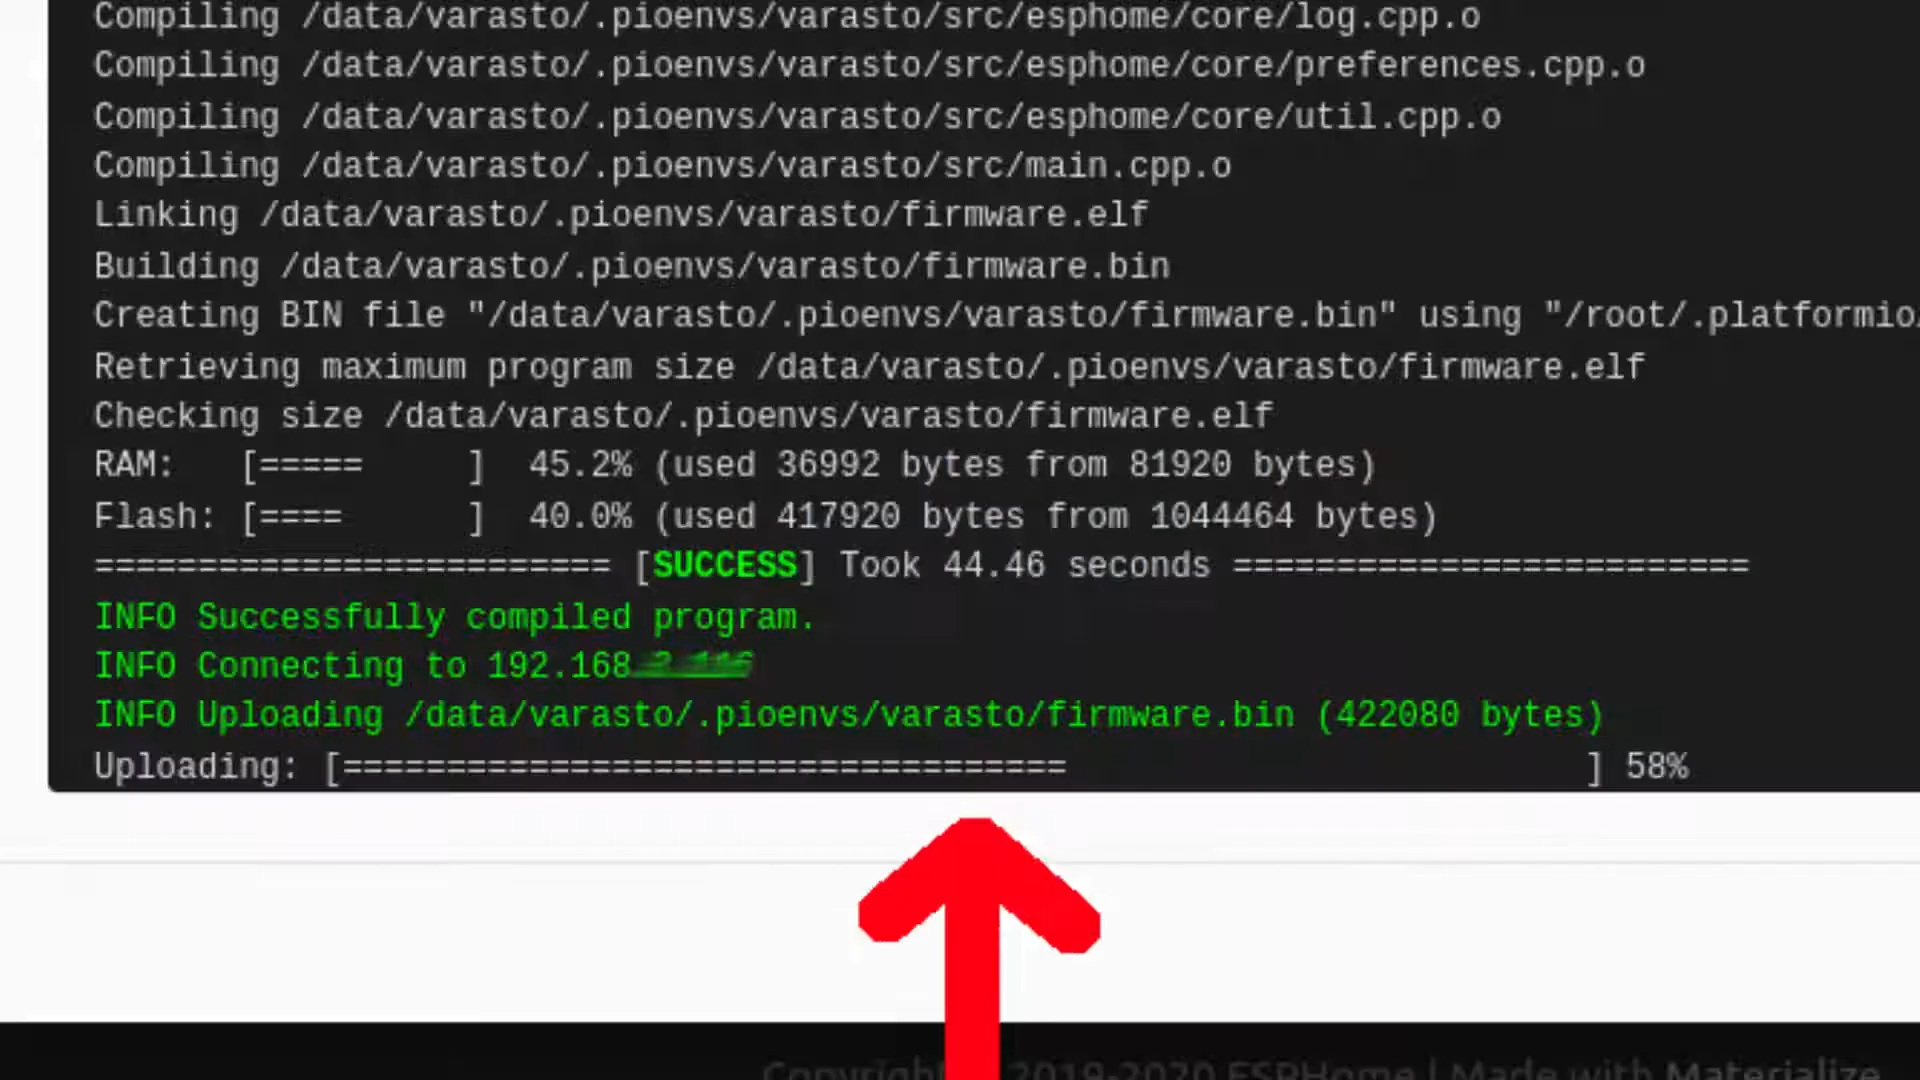 Compiling /data/varasto/.pioenvs/varasto/src/esphome/core/log.cpp.o
Compiling /data/varasto/.pioenvs/varasto/src/esphome/core/preferences.cpp.o
Compiling /data/varasto/.pioenvs/varasto/src/esphome/core/util.cpp.o
Compiling /data/varasto/.pioenvs/varasto/src/main.cpp.o
Linking /data/varasto/.pioenvs/varasto/firmware.elf
Building /data/varasto/.pioenvs/varasto/firmware.bin
Creating BIN file "/data/varasto/.pioenvs/varasto/firmware.bin" using "/root/.platformio/
Retrieving maximum program size /data/varasto/.pioenvs/varasto/firmware.elf
Checking size /data/varasto/.pioenvs/varasto/firmware.elf
RAM:   [=====     ]  45.2% (used 36992 bytes from 81920 bytes)
Flash: [====      ]  40.0% (used 417920 bytes from 1044464 bytes)
========================= [SUCCESS] Took 44.46 seconds =========================
INFO Successfully compiled program.
INFO Connecting to 192.168
INFO Uploading /data/varasto/.pioenvs/varasto/firmware.bin (422080 bytes)
Uploading: [===================================                         ] 58%
2019-2020 ESPHome | Made with Materialize